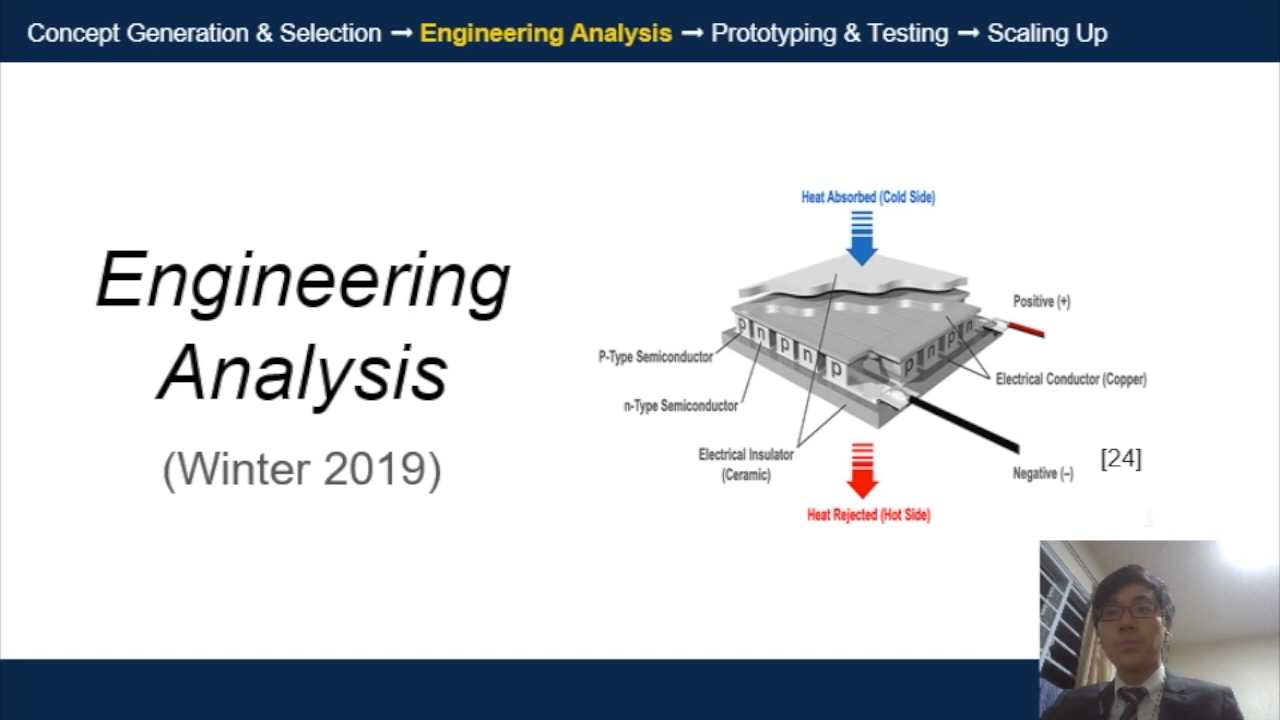 Concept Generation & Selection → Engineering Analysis → Prototyping & Testing → Scaling Up
Engineering
Analysis
(Winter 2019)
Heat Absorbed (Cold Side)
Positive (+)
p n p n p
p n p n
P-Type Semiconductor
Electrical Conductor (Copper)
n-Type Semiconductor
Electrical Insulator
(Ceramic)
Negative (–)
[24]
Heat Rejected (Hot Side)